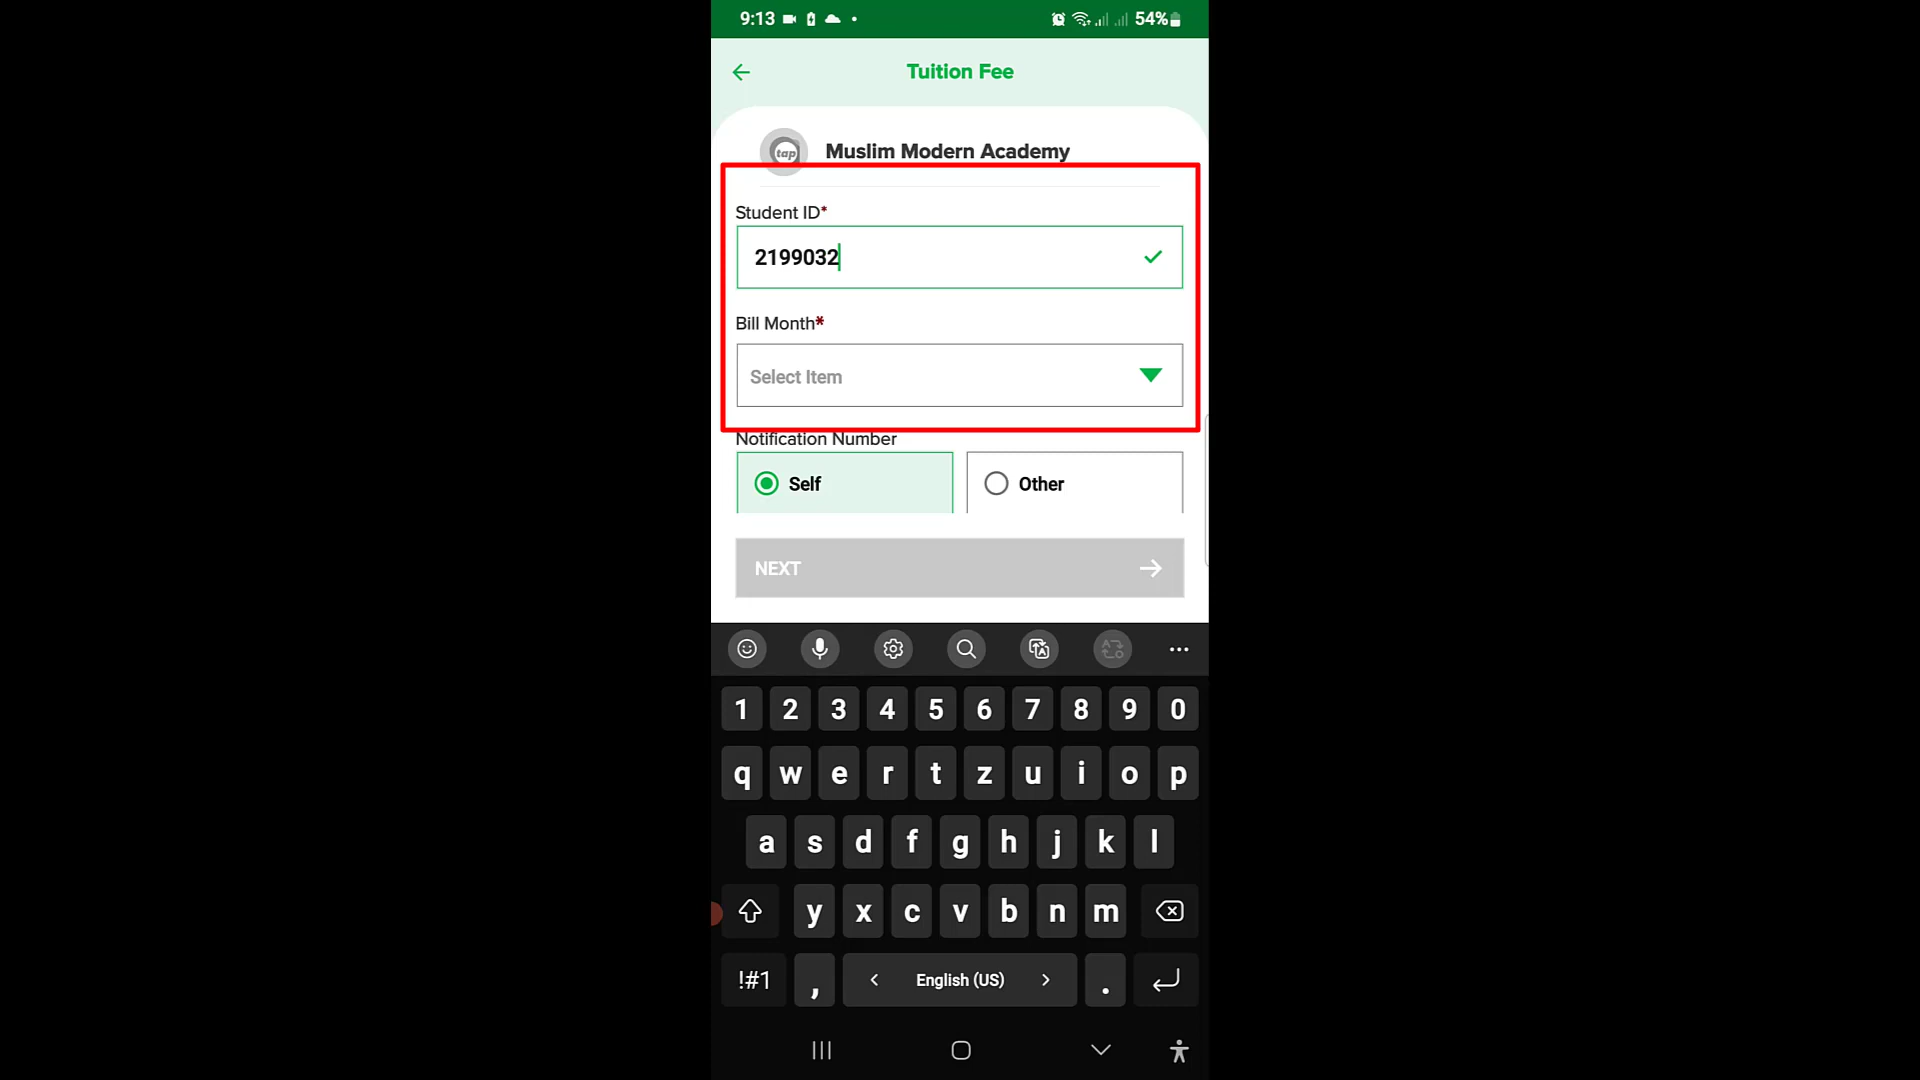 9:13 54%
Tuition Fee
tap Muslim Modern Academy
Student ID*
2199032
Bill Month*
Select Item
Notification Number
Self Other
NEXT
1 2 3 4 5 6 7 8 9 0
q w e r t z u i o p
a s d f g h j k l
y x c v b n m
!#1 , < English (US) > .